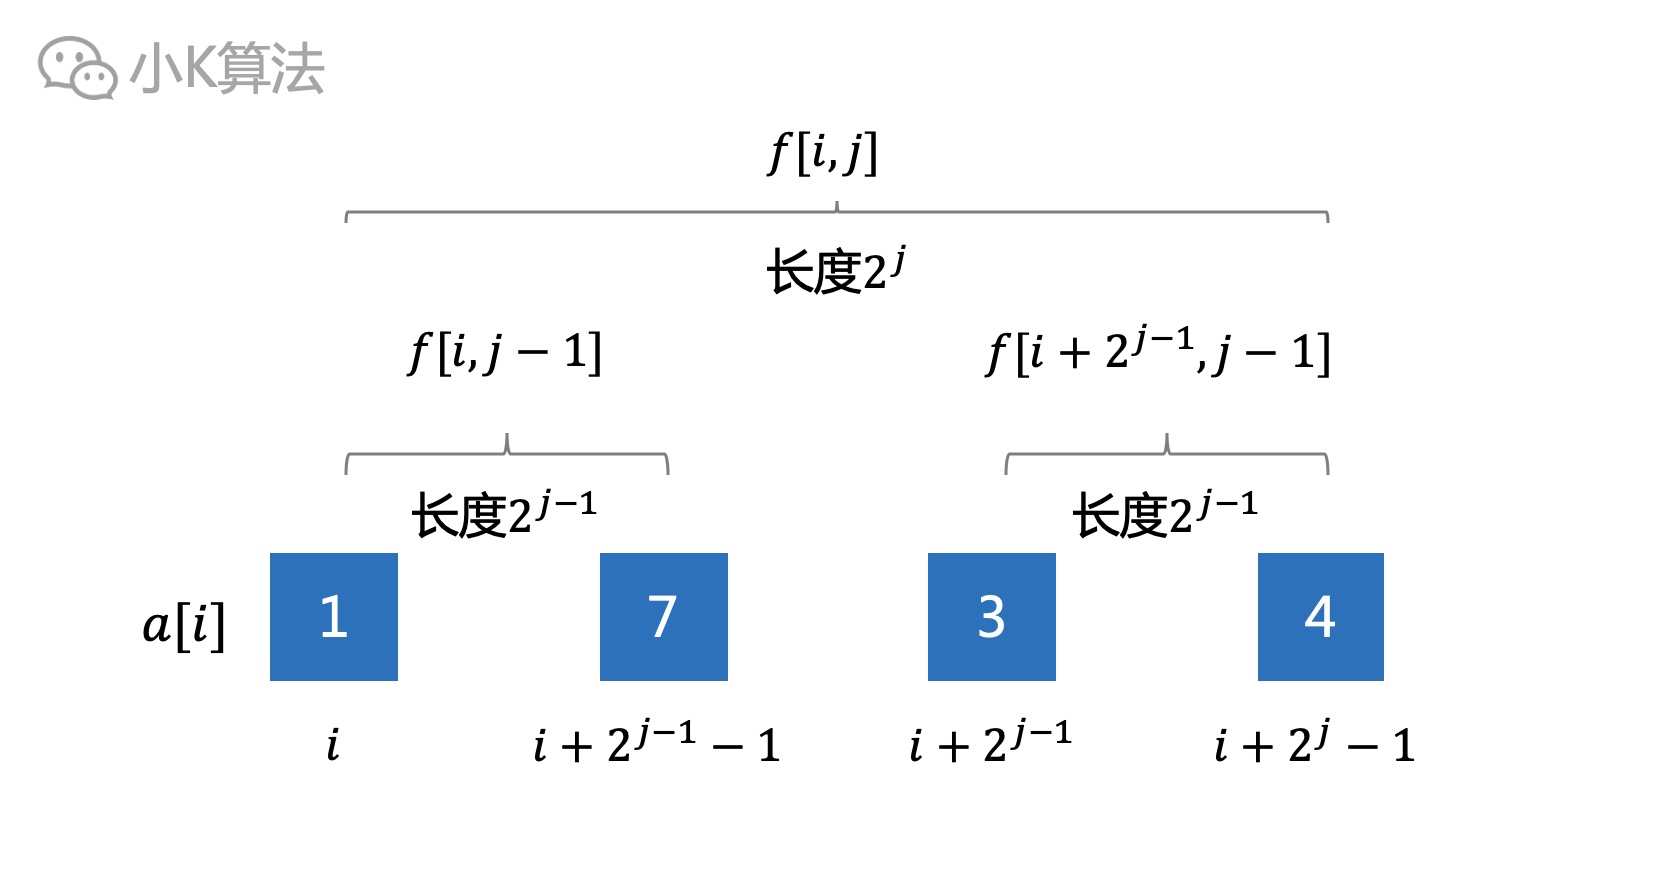 小K算法
f[i, j]
长度2^j
f[i, j − 1] f[i + 2^{j−1}, j − 1]
长度2^{j−1} 长度2^{j−1}
a[i] 1 7 3 4
i i + 2^{j−1} − 1 i + 2^{j−1} i + 2^j − 1